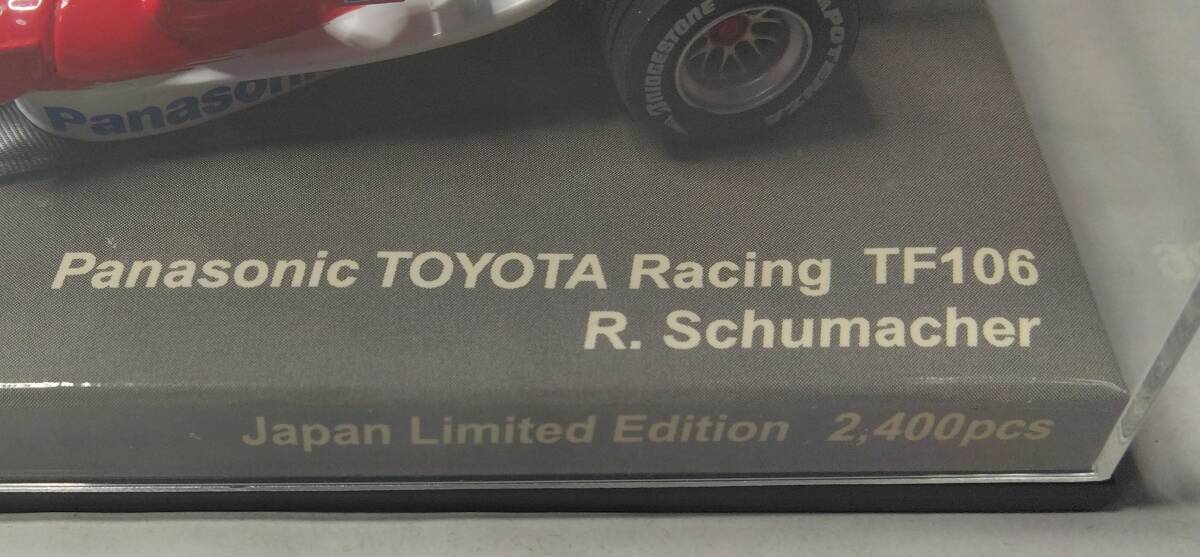 BRIDGESTONE
POTENZA
Panasonic
Panasonic TOYOTA Racing TF106
R. Schumacher
Japan Limited Edition 2,400pcs